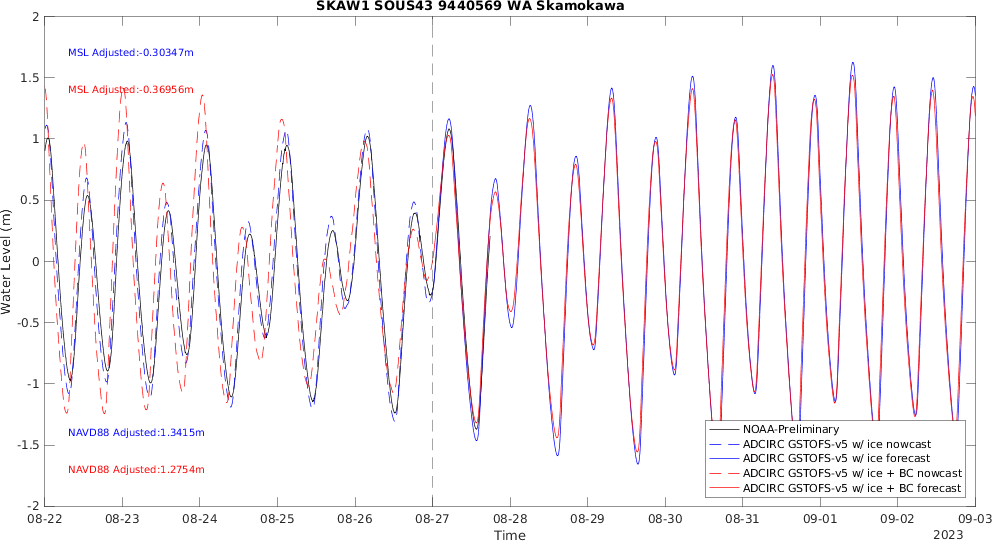 SKAW1 SOUS43 9440569 WA Skamokawa
Water Level (m)
2
1.5
1
0.5
0
-0.5
-1
-1.5
-2
MSL Adjusted:-0.30347m
MSL Adjusted:-0.36956m
NAVD88 Adjusted:1.3415m
NAVD88 Adjusted:1.2754m
NOAA-Preliminary
ADCIRC GSTOFS-v5 w/ ice nowcast
ADCIRC GSTOFS-v5 w/ ice forecast
ADCIRC GSTOFS-v5 w/ ice + BC nowcast
ADCIRC GSTOFS-v5 w/ ice + BC forecast
08-22 08-23 08-24 08-25 08-26 08-27 08-28 08-29 08-30 08-31 09-01 09-02 09-03
Time
2023